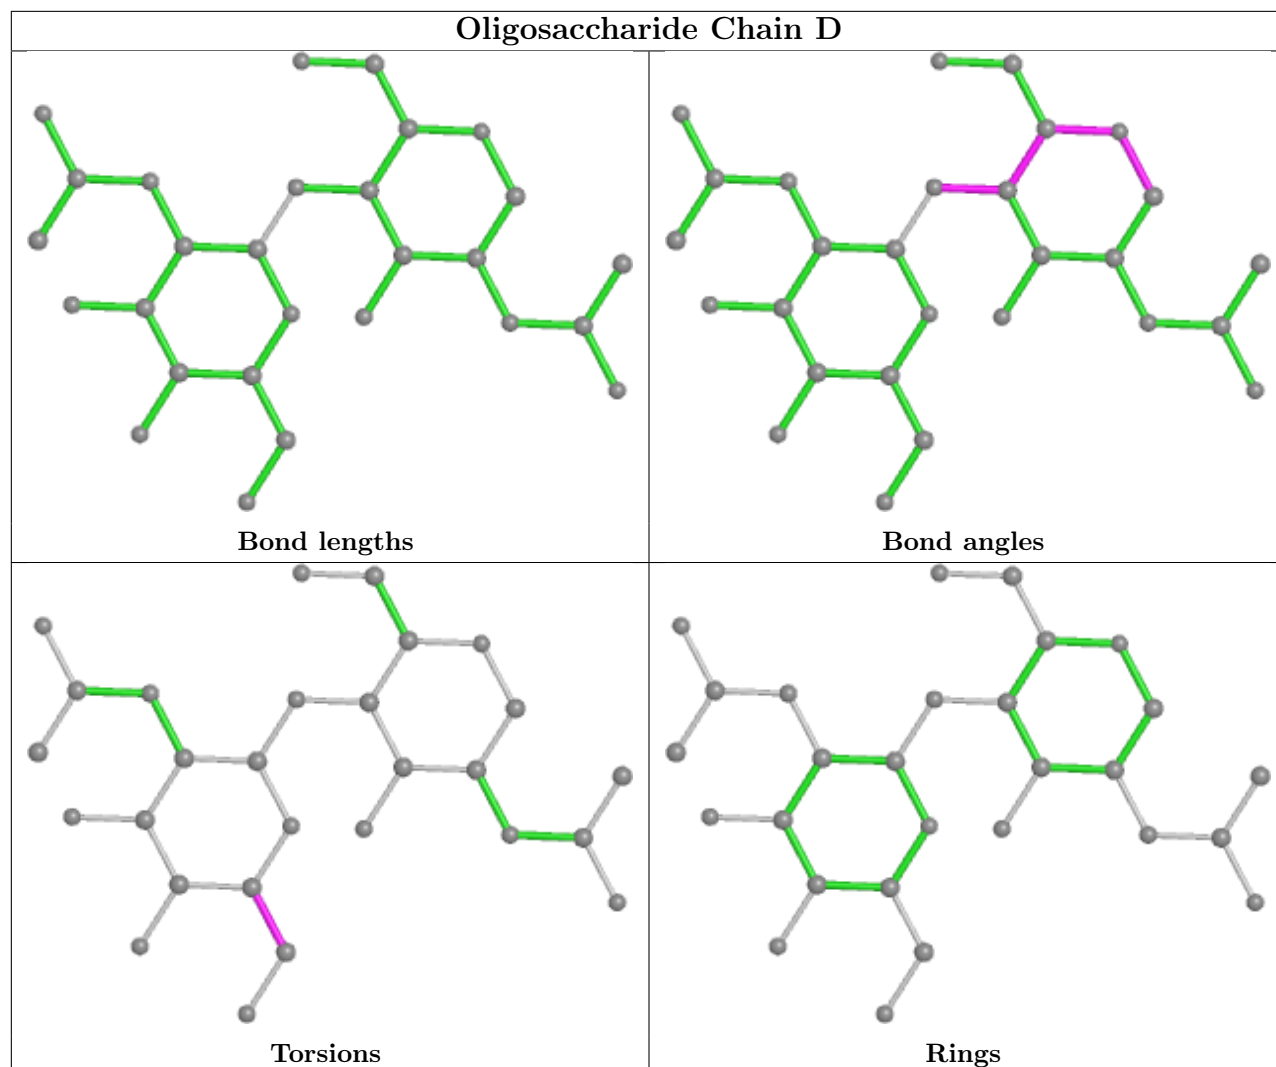 Oligosaccharide Chain D
Bond lengths
Bond angles
Torsions
Rings